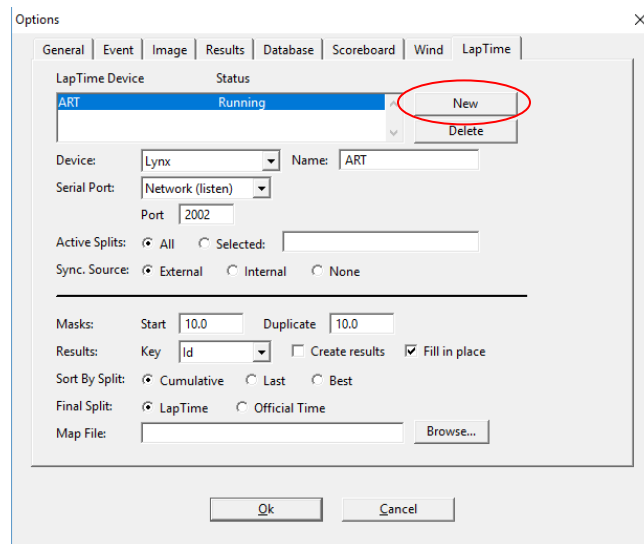 Options
General Event Image Results Database Scoreboard Wind LapTime
LapTime Device Status
ART Running New
Delete
Device: Lynx Name: ART
Serial Port: Network (listen)
Port 2002
Active Splits: All Selected:
Sync. Source: External Internal None
Masks: Start 10.0 Duplicate 10.0
Results: Key Id Create results Fill in place
Sort By Split: Cumulative Last Best
Final Split: LapTime Official Time
Map File: Browse...
Ok Cancel